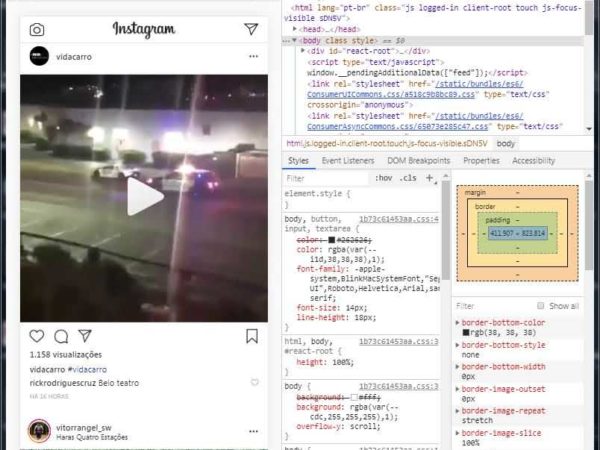 Instagram
vidacarro
1.158 visualizações
vidacarro #vidacarro
rickrodriguescruz Belo teatro
HÁ 16 HORAS
vitorrangel_sw
Haras Quatro Estações
<html lang="pt-br" class="js logged-in client-root touch js-focus-
visible sDN5V">
<head>…</head>
<body class style> == $0
<div id="react-root">…</div>
<script type="text/javascript">
window.__pendingAdditionalData(["feed"]);</script>
<link rel="stylesheet" href="/static/bundles/es6/
ConsumerUICommons.css/a518c9b8bc89.css" type="text/css"
crossorigin="anonymous">
<link rel="stylesheet" href="/static/bundles/es6/
ConsumerAsyncCommons.css/65073e285c47.css" type="text/css"
html.js.logged-in.client-root.touch.js-focus-visible.sDN5V body
Styles Event Listeners DOM Breakpoints Properties Accessibility
Filter :hov .cls +
element.style {
}
body, button, 1b73c61453aa.css:4
input, textarea {
color: #262626;
color: rgba(var(--
i1d,38,38,38),1);
font-family: -apple-
system,BlinkMacSystemFont,"Seg
UI",Roboto,Helvetica,Arial,san
serif;
font-size: 14px;
line-height: 18px;
}
html, body, 1b73c61453aa.css:3
#react-root {
height: 100%;
}
body { 1b73c61453aa.css:3
background: #fff;
background: rgba(var(--
cdc,255,255,255),1);
overflow-y: scroll;
margin
border
padding
411.907 × 823.814
Filter Show all
border-bottom-color
rgb(38, 38, 38)
border-bottom-style
none
border-bottom-width
0px
border-image-outset
0px
border-image-repeat
stretch
border-image-slice
100%